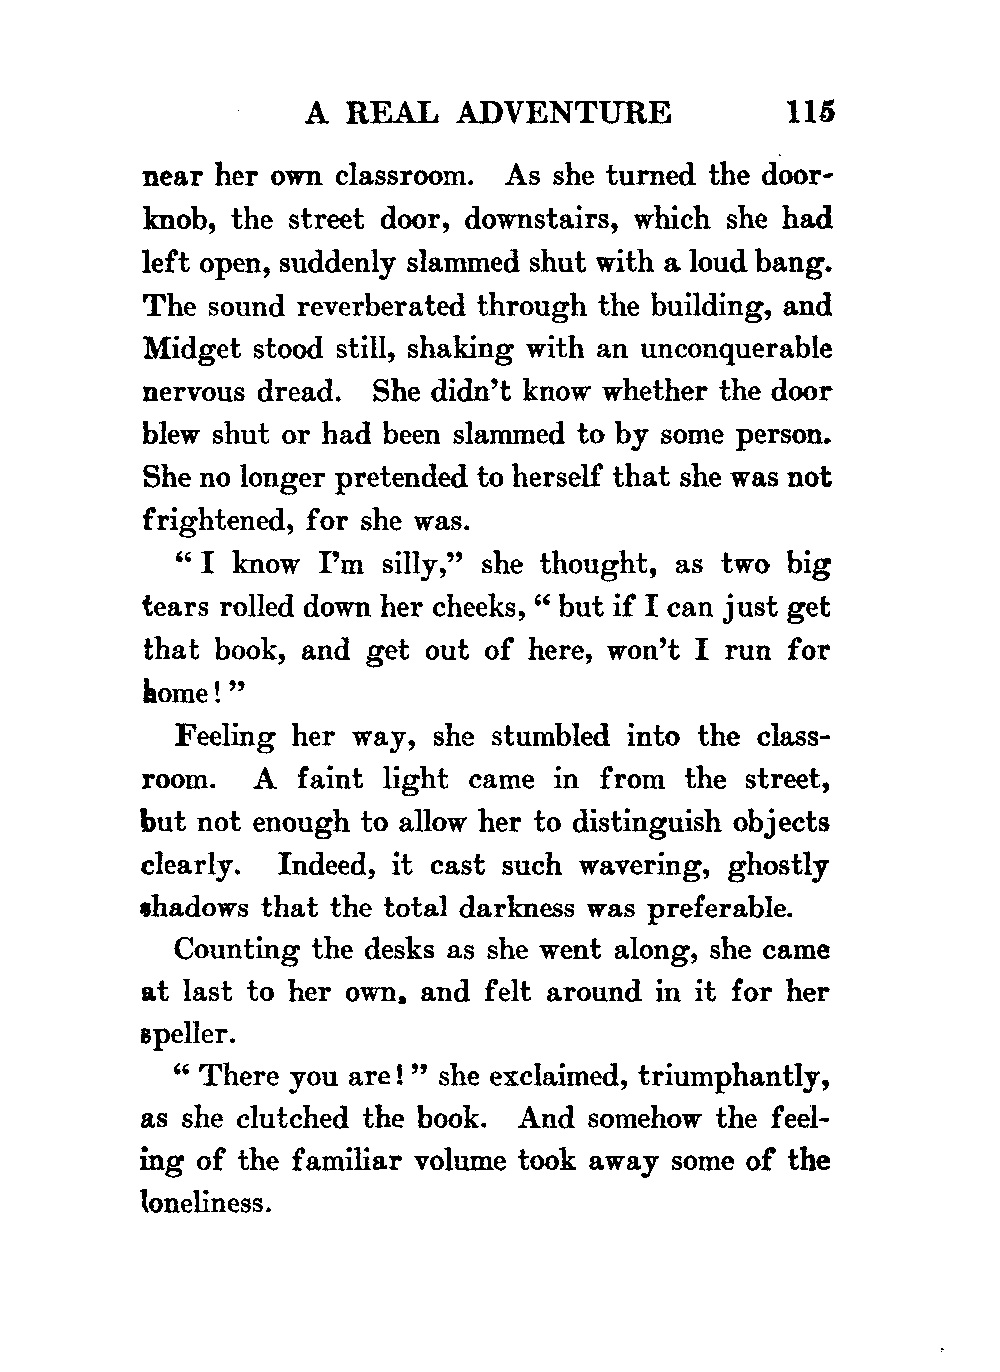 A REAL ADVENTURE 115
near her own classroom. As she turned the door-
knob, the street door, downstairs, which she had
left open, suddenly slammed shut with a loud bang.
The sound reverberated through the building, and
Midget stood still, shaking with an unconquerable
nervous dread. She didn't know whether the door
blew shut or had been slammed to by some person.
She no longer pretended to herself that she was not
frightened, for she was.
“ I know I'm silly,” she thought, as two big
tears rolled down her cheeks, “ but if I can just get
that book, and get out of here, won't I run for
home! ”
Feeling her way, she stumbled into the class-
room. A faint light came in from the street,
but not enough to allow her to distinguish objects
clearly. Indeed, it cast such wavering, ghostly
shadows that the total darkness was preferable.
Counting the desks as she went along, she came
at last to her own, and felt around in it for her
speller.
“ There you are! ” she exclaimed, triumphantly,
as she clutched the book. And somehow the feel-
ing of the familiar volume took away some of the
loneliness.